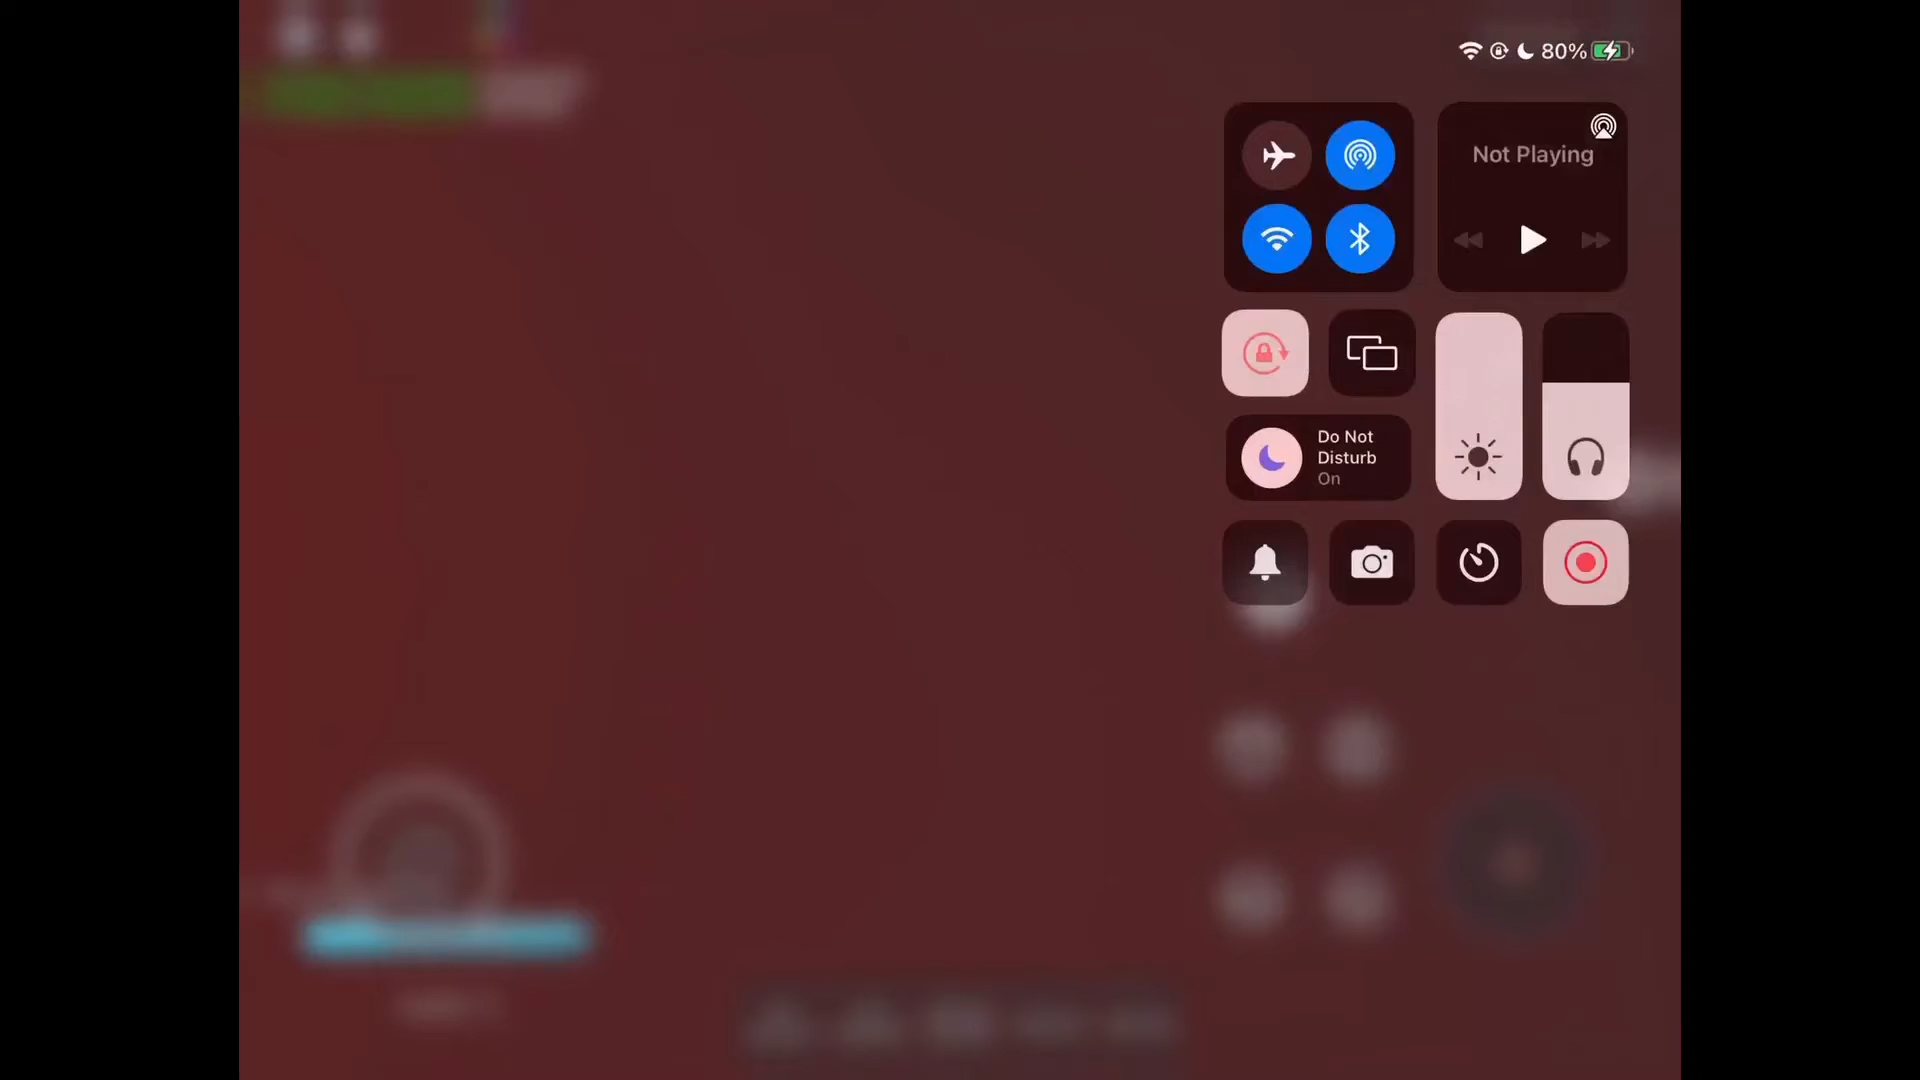 80%
Not Playing
Do Not
Disturb
On